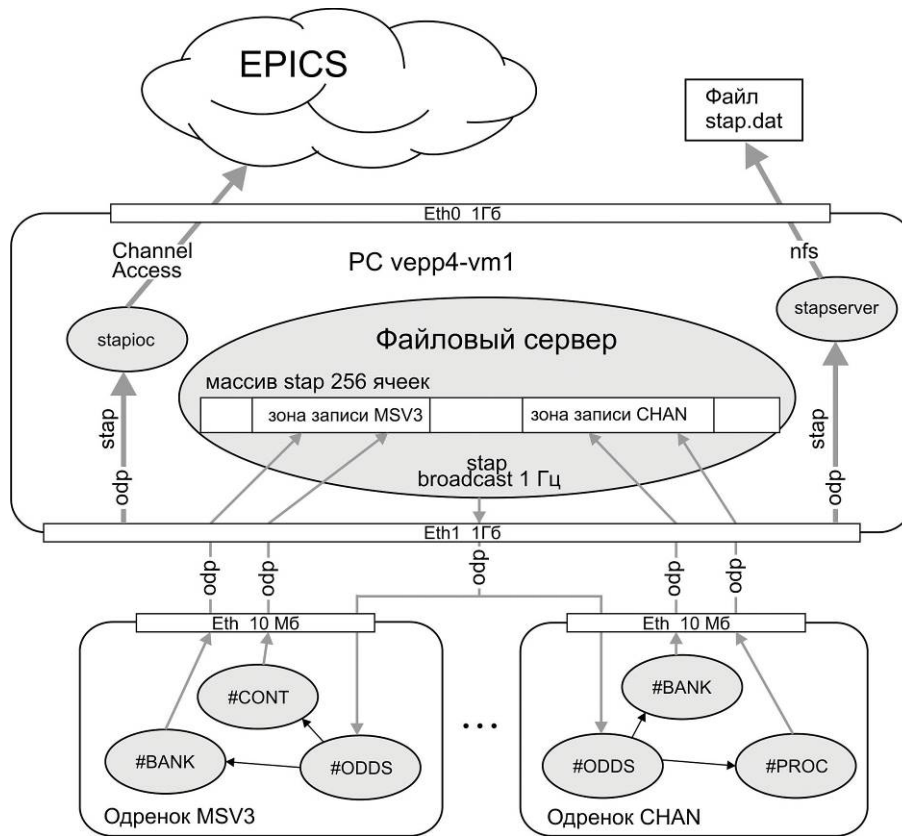 EPICS
Файл
stap.dat
Eth0 1Гб
Channel
Access
PC vepp4-vm1
nfs
stapioc
stapserver
Файловый сервер
массив stap 256 ячеек
зона записи MSV3
зона записи CHAN
stap
broadcast 1 Гц
stap
odp
stap
odp
Eth1 1Гб
odp
odp
odp
odp
odp
Eth 10 Мб
Eth 10 Мб
#CONT
#BANK
#ODDS
...
#BANK
#ODDS
#PROC
Одренок MSV3
Одренок CHAN